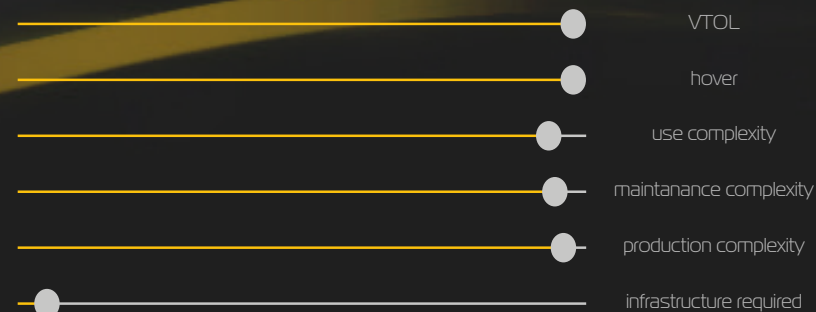 VTOL
hover
use complexity
maintanance complexity
production complexity
infrastructure required